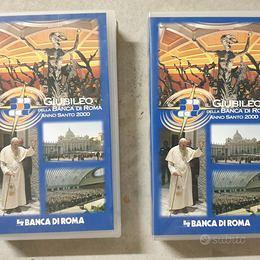 GIUBILEO
DELLA BANCA DI ROMA
ANNO SANTO 2000
BANCA DI ROMA
GIUBILEO
DELLA BANCA DI RO
ANNO SANTO 2000
BANCA DI ROMA
subito